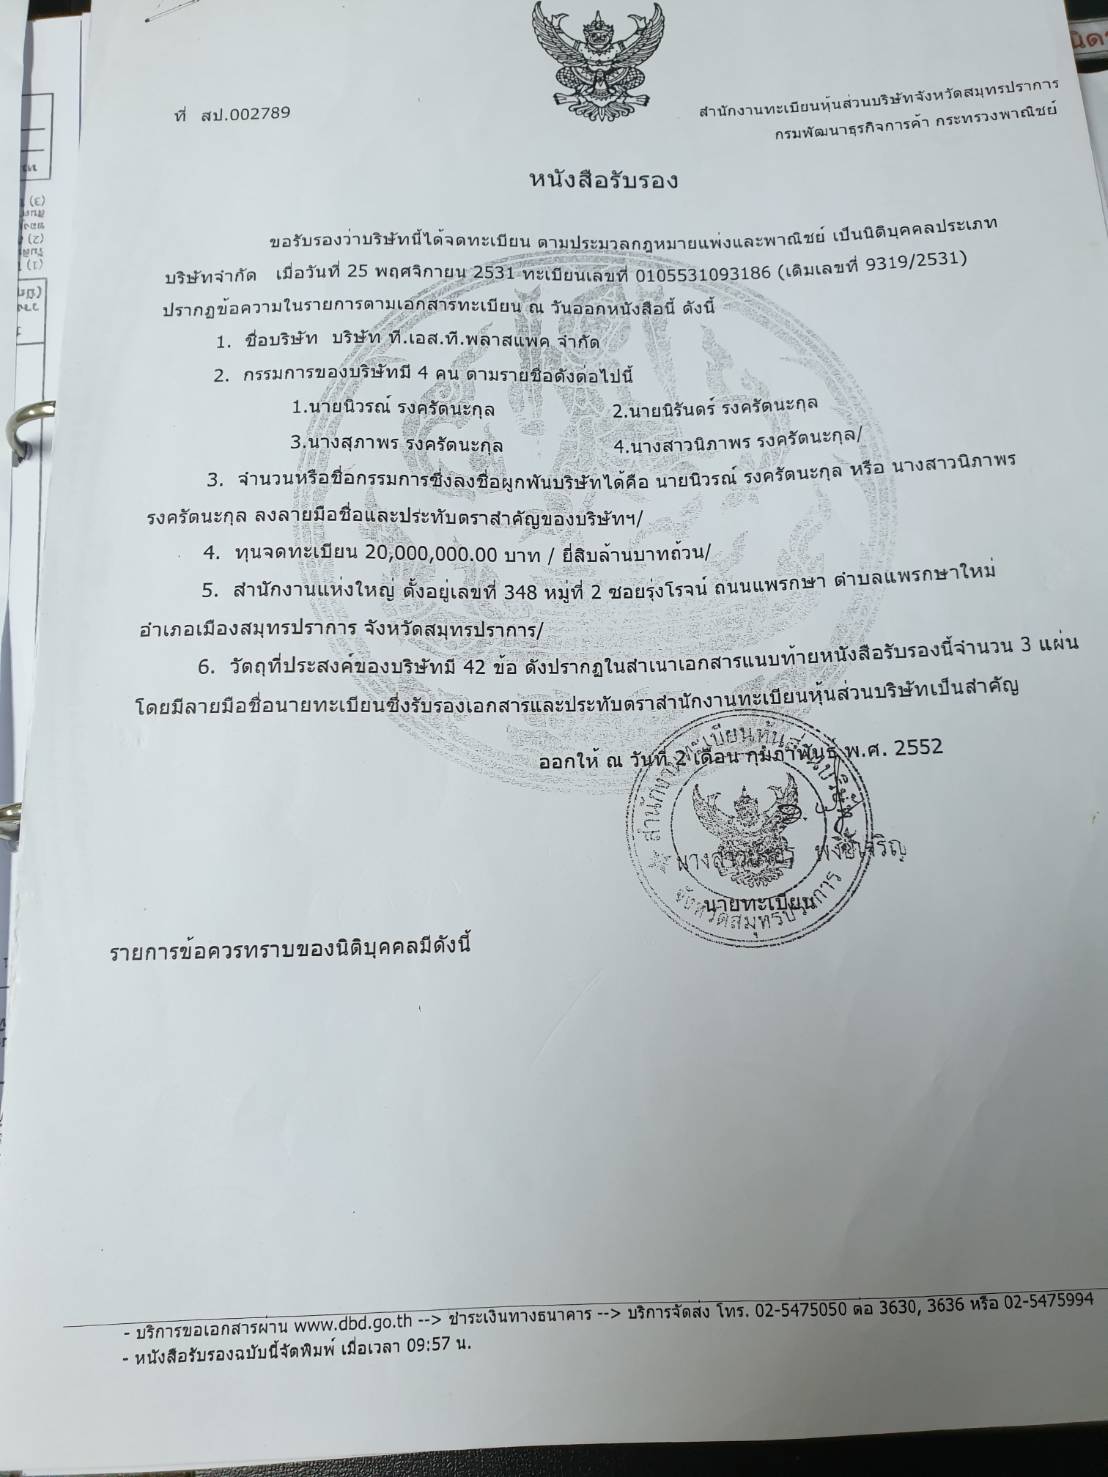 ที่ สป.002789
สำนักงานทะเบียนหุ้นส่วนบริษัทจังหวัดสมุทรปราการ
กรมพัฒนาธุรกิจการค้า กระทรวงพาณิชย์
หนังสือรับรอง
ขอรับรองว่าบริษัทนี้ได้จดทะเบียน ตามประมวลกฎหมายแพ่งและพาณิชย์ เป็นนิติบุคคลประเภท
บริษัทจำกัด เมื่อวันที่ 25 พฤศจิกายน 2531 ทะเบียนเลขที่ 0105531093186 (เดิมเลขที่ 9319/2531)
ปรากฏข้อความในรายการตามเอกสารทะเบียน ณ วันออกหนังสือนี้ ดังนี้
1. ชื่อบริษัท บริษัท ที.เอส.ที.พลาสแพค จำกัด
2. กรรมการของบริษัทมี 4 คน ตามรายชื่อดังต่อไปนี้
1.นายนิวรณ์ รงครัตนะกุล 2.นายนิรันดร์ รงครัตนะกุล
3.นางสุภาพร รงครัตนะกุล 4.นางสาวนิภาพร รงครัตนะกุล/
3. จำนวนหรือชื่อกรรมการซึ่งลงชื่อผูกพันบริษัทได้คือ นายนิวรณ์ รงครัตนะกุล หรือ นางสาวนิภาพร
รงครัตนะกุล ลงลายมือชื่อและประทับตราสำคัญของบริษัทฯ/
4. ทุนจดทะเบียน 20,000,000.00 บาท / ยี่สิบล้านบาทถ้วน/
5. สำนักงานแห่งใหญ่ ตั้งอยู่เลขที่ 348 หมู่ที่ 2 ซอยรุ่งโรจน์ ถนนแพรกษา ตำบลแพรกษาใหม่
อำเภอเมืองสมุทรปราการ จังหวัดสมุทรปราการ/
6. วัตถุที่ประสงค์ของบริษัทมี 42 ข้อ ดังปรากฏในสำเนาเอกสารแนบท้ายหนังสือรับรองนี้จำนวน 3 แผ่น
โดยมีลายมือชื่อนายทะเบียนซึ่งรับรองเอกสารและประทับตราสำนักงานทะเบียนหุ้นส่วนบริษัทเป็นสำคัญ
ออกให้ ณ วันที่ 2 เดือน กุมภาพันธ์ พ.ศ. 2552
สำนักงานทะเบียนหุ้นส่วนบริษัท
จังหวัดสมุทรปราการ
นายทะเบียน
รายการข้อควรทราบของนิติบุคคลมีดังนี้
- บริการขอเอกสารผ่าน www.dbd.go.th --> ชำระเงินทางธนาคาร --> บริการจัดส่ง โทร. 02-5475050 ต่อ 3630, 3636 หรือ 02-5475994
- หนังสือรับรองฉบับนี้จัดพิมพ์ เมื่อเวลา 09:57 น.